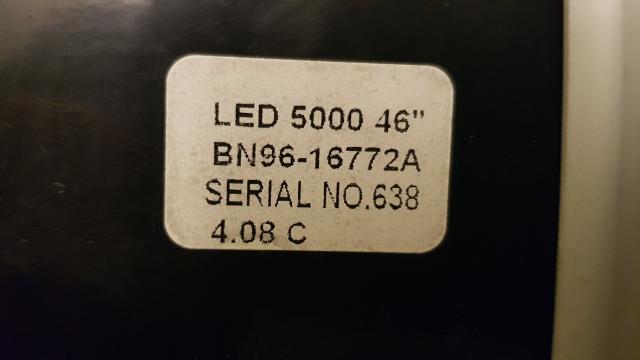 LED 5000 46"
BN96-16772A
SERIAL NO.638
4.08 C